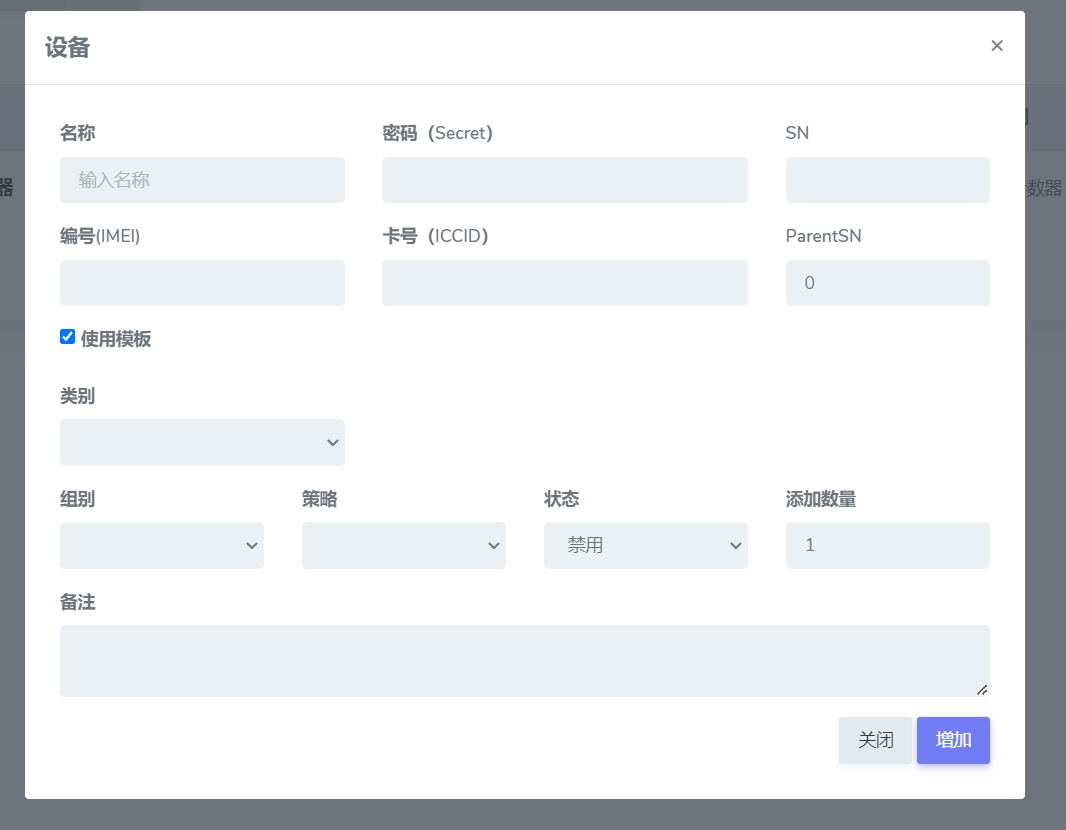 设备
×
名称
密码（Secret）
SN
输入名称
编号(IMEI)
卡号（ICCID）
ParentSN
0
使用模板
类别
组别
策略
状态
添加数量
禁用
1
备注
关闭
增加
器
数器